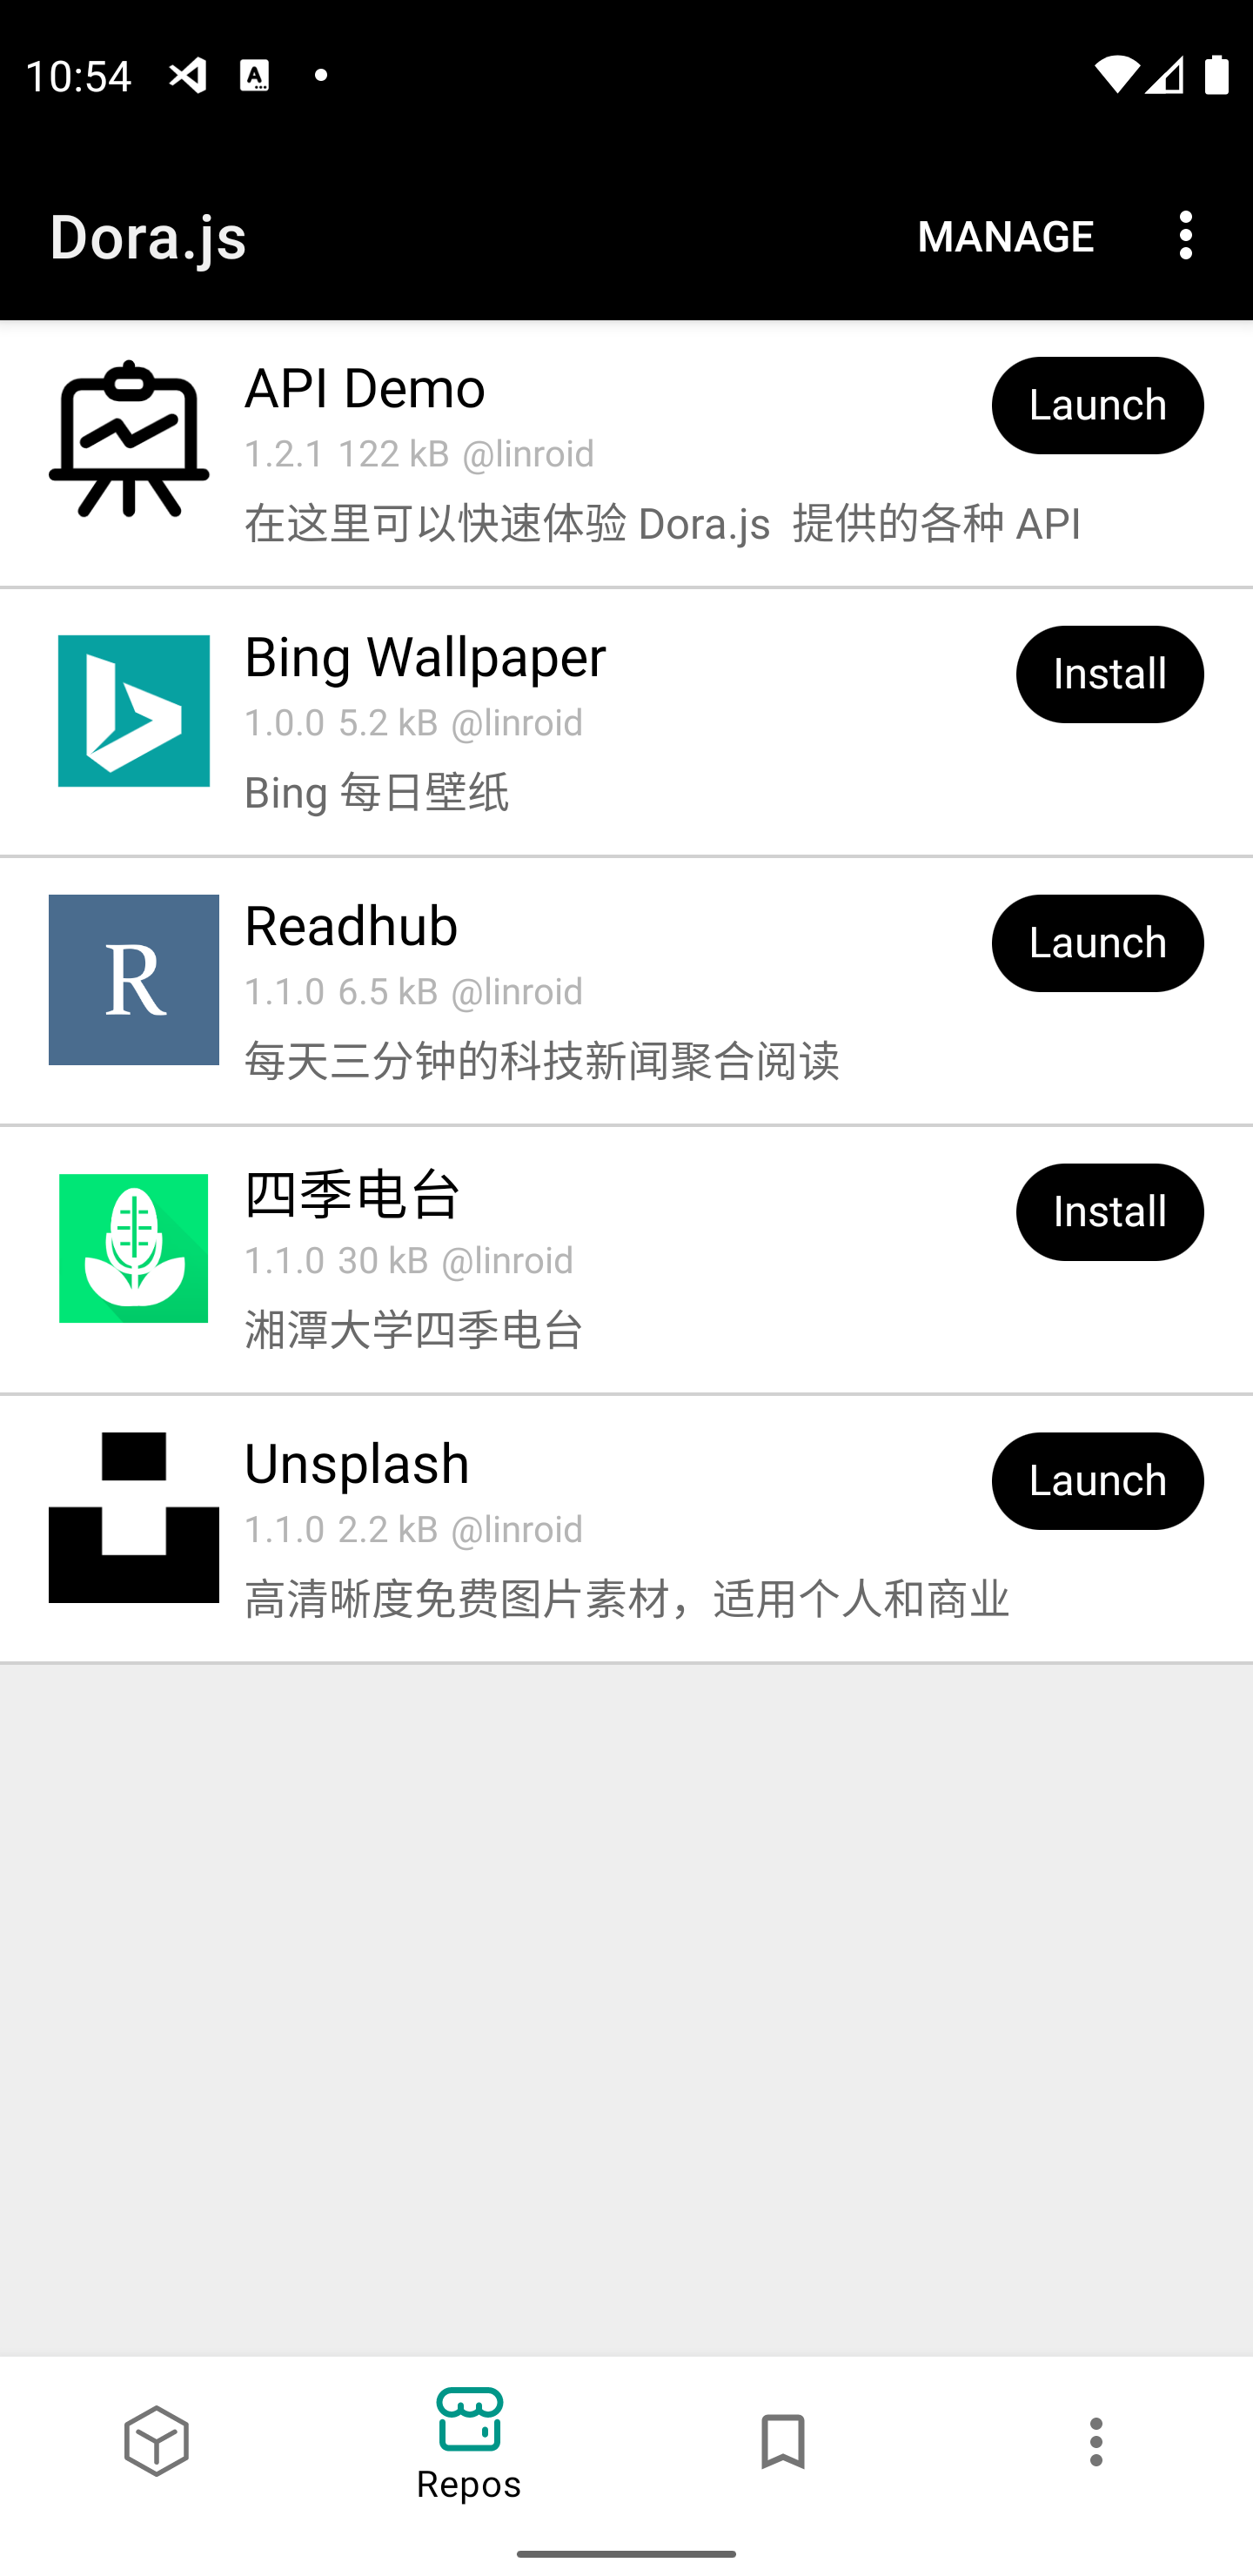 10:54
Dora.js
MANAGE
API Demo
Launch
1.2.1 122 kB @linroid
在这里可以快速体验 Dora.js 提供的各种 API
Bing Wallpaper
Install
1.0.0 5.2 kB @linroid
Bing 每日壁纸
R
Readhub
Launch
1.1.0 6.5 kB @linroid
每天三分钟的科技新闻聚合阅读
四季电台
Install
1.1.0 30 kB @linroid
湘潭大学四季电台
Unsplash
Launch
1.1.0 2.2 kB @linroid
高清晰度免费图片素材，适用个人和商业
Repos